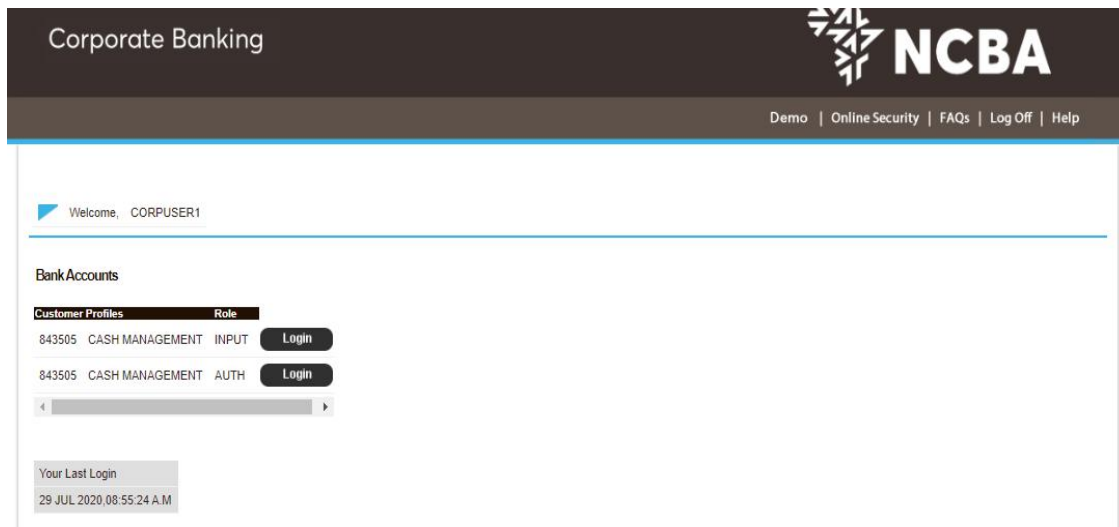 Corporate Banking
NCBA
Demo | Online Security | FAQs | Log Off | Help
Welcome, CORPUSER1
Bank Accounts
Customer Profiles Role
843505 CASH MANAGEMENT INPUT Login
843505 CASH MANAGEMENT AUTH Login
Your Last Login
29 JUL 2020,08:55:24 A.M